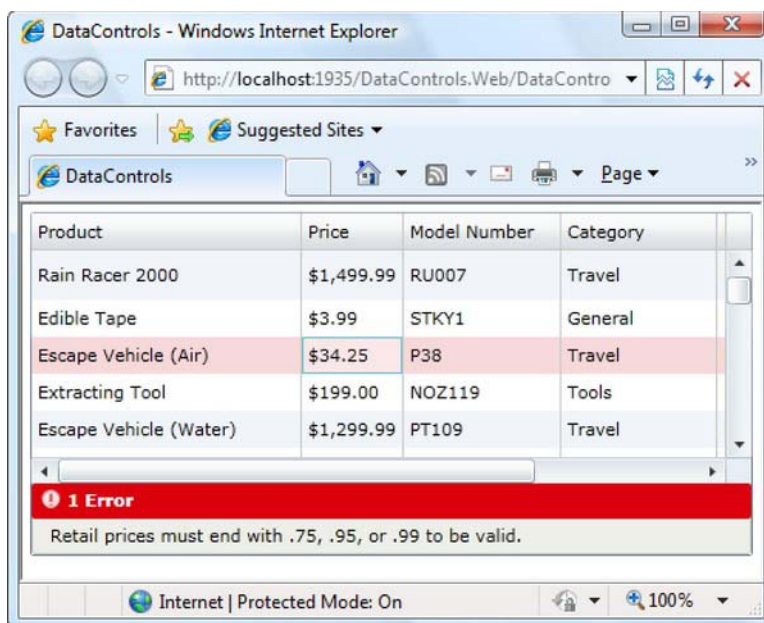 DataControls - Windows Internet Explorer
http://localhost:1935/DataControls.Web/DataContro
Favorites Suggested Sites
DataControls Page »
Product Price Model Number Category
Rain Racer 2000 $1,499.99 RU007 Travel
Edible Tape $3.99 STKY1 General
Escape Vehicle (Air) $34.25 P38 Travel
Extracting Tool $199.00 NOZ119 Tools
Escape Vehicle (Water) $1,299.99 PT109 Travel
1 Error
Retail prices must end with .75, .95, or .99 to be valid.
Internet | Protected Mode: On 100%